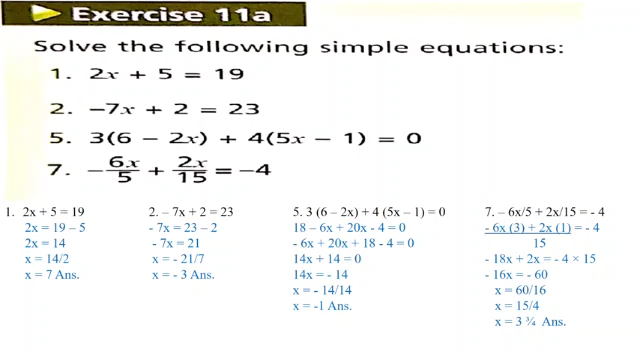 Exercise 11a
Solve the following simple equations:
1. 2x + 5 = 19
2. −7x + 2 = 23
5. 3(6 − 2x) + 4(5x − 1) = 0
7. −6x/5 + 2x/15 = −4
1. 2x + 5 = 19
2x = 19 – 5
2x = 14
x = 14/2
x = 7 Ans.
2. – 7x + 2 = 23
- 7x = 23 – 2
- 7x = 21
x = - 21/7
x = - 3 Ans.
5. 3 (6 – 2x) + 4 (5x – 1) = 0
18 – 6x + 20x - 4 = 0
- 6x + 20x + 18 - 4 = 0
14x + 14 = 0
14x = - 14
x = - 14/14
x = -1 Ans.
7. – 6x/5 + 2x/15 = - 4
- 6x (3) + 2x (1) = - 4
15
- 18x + 2x = - 4 × 15
- 16x = - 60
x = 60/16
x = 15/4
x = 3 ¾ Ans.